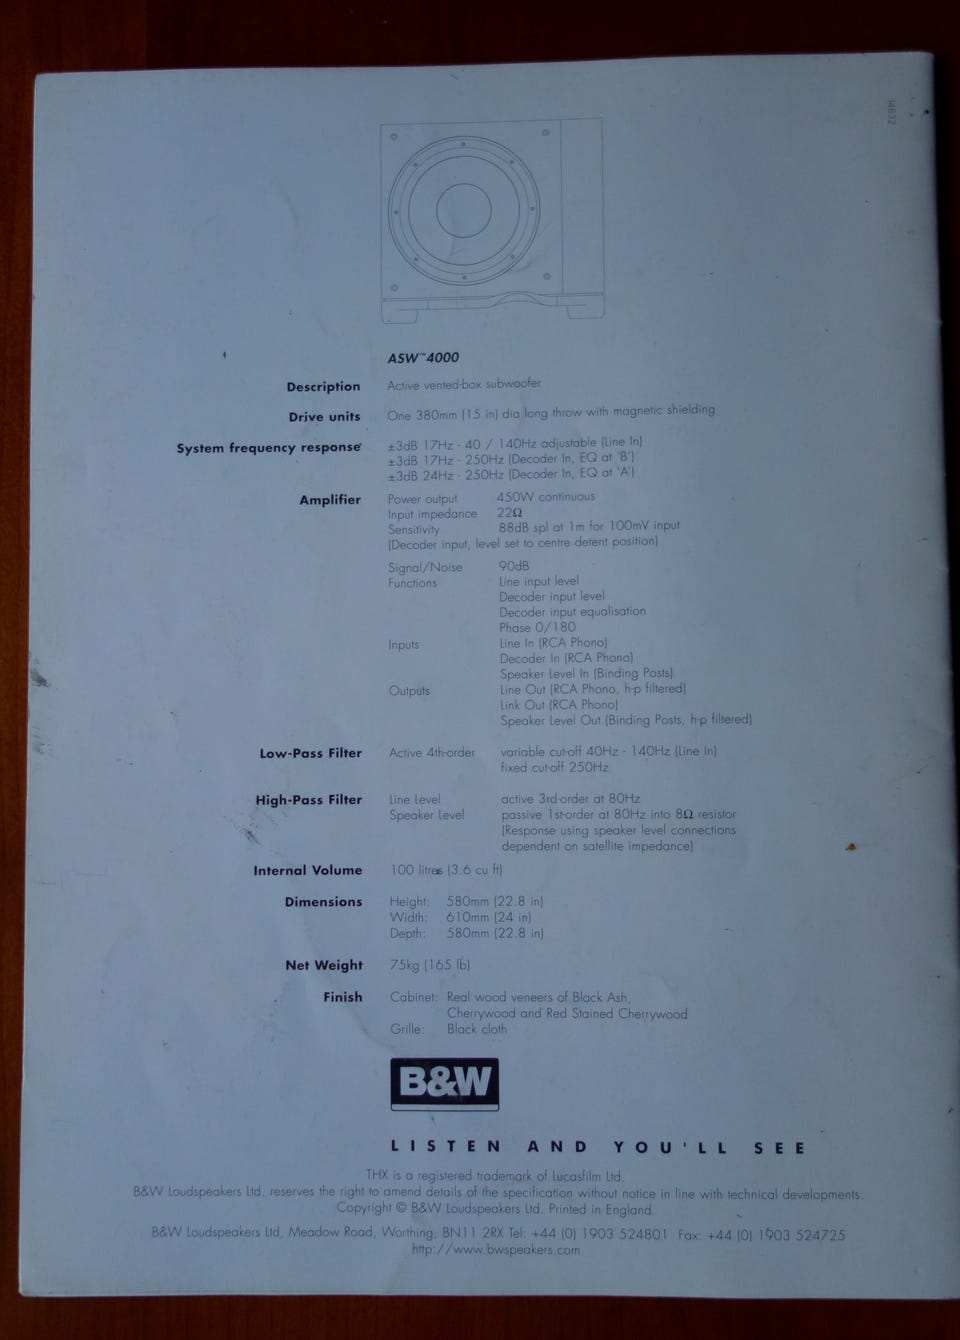 14832
ASW™4000
Description Active vented-box subwoofer
Drive units One 380mm (15 in) dia long throw with magnetic shielding
System frequency response ±3dB 17Hz - 40 / 140Hz adjustable (Line In)
±3dB 17Hz - 250Hz (Decoder In, EQ at 'B')
±3dB 24Hz - 250Hz (Decoder In, EQ at 'A')
Amplifier Power output 450W continuous
Input impedance 22Ω
Sensitivity 88dB spl at 1m for 100mV input
(Decoder input, level set to centre detent position)
Signal/Noise 90dB
Functions Line input level
Decoder input level
Decoder input equalisation
Phase 0/180
Inputs Line In (RCA Phono)
Decoder In (RCA Phono)
Speaker Level In (Binding Posts)
Outputs Line Out (RCA Phono, h-p filtered)
Link Out (RCA Phono)
Speaker Level Out (Binding Posts, h-p filtered)
Low-Pass Filter Active 4th-order variable cut-off 40Hz - 140Hz (Line In)
fixed cut-off 250Hz
High-Pass Filter Line Level active 3rd-order at 80Hz
Speaker Level passive 1st-order at 80Hz into 8Ω resistor
(Response using speaker level connections
dependent on satellite impedance)
Internal Volume 100 litres (3.6 cu ft)
Dimensions Height: 580mm (22.8 in)
Width: 610mm (24 in)
Depth: 580mm (22.8 in)
Net Weight 75kg (165 lb)
Finish Cabinet: Real wood veneers of Black Ash,
Cherrywood and Red Stained Cherrywood
Grille: Black cloth
B&W
LISTEN AND YOU'LL SEE
THX is a registered trademark of Lucasfilm Ltd.
B&W Loudspeakers Ltd. reserves the right to amend details of the specification without notice in line with technical developments.
Copyright © B&W Loudspeakers Ltd. Printed in England.
B&W Loudspeakers Ltd, Meadow Road, Worthing, BN11 2RX Tel: +44 (0) 1903 524801 Fax: +44 (0) 1903 524725
http://www.bwspeakers.com